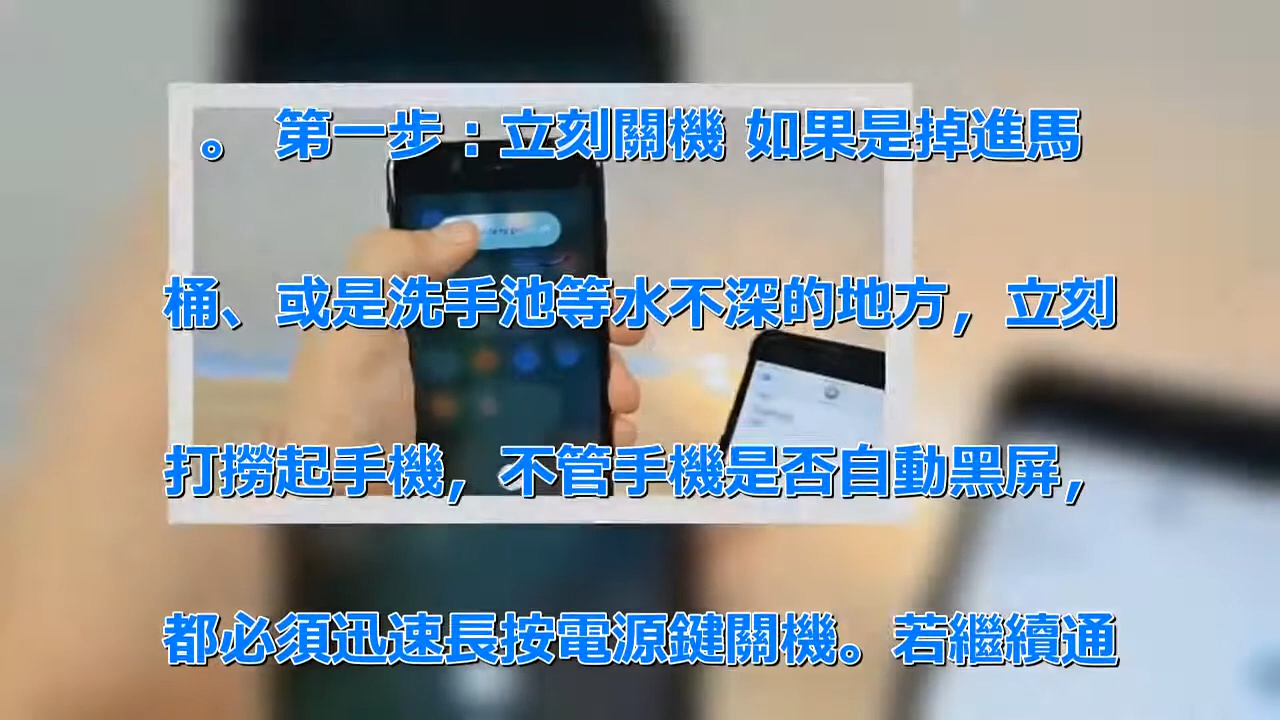 。 第一步：立刻關機 如果是掉進馬
桶、或是洗手池等水不深的地方，立刻
打撈起手機，不管手機是否自動黑屏，
都必須迅速長按電源鍵關機。若繼續通